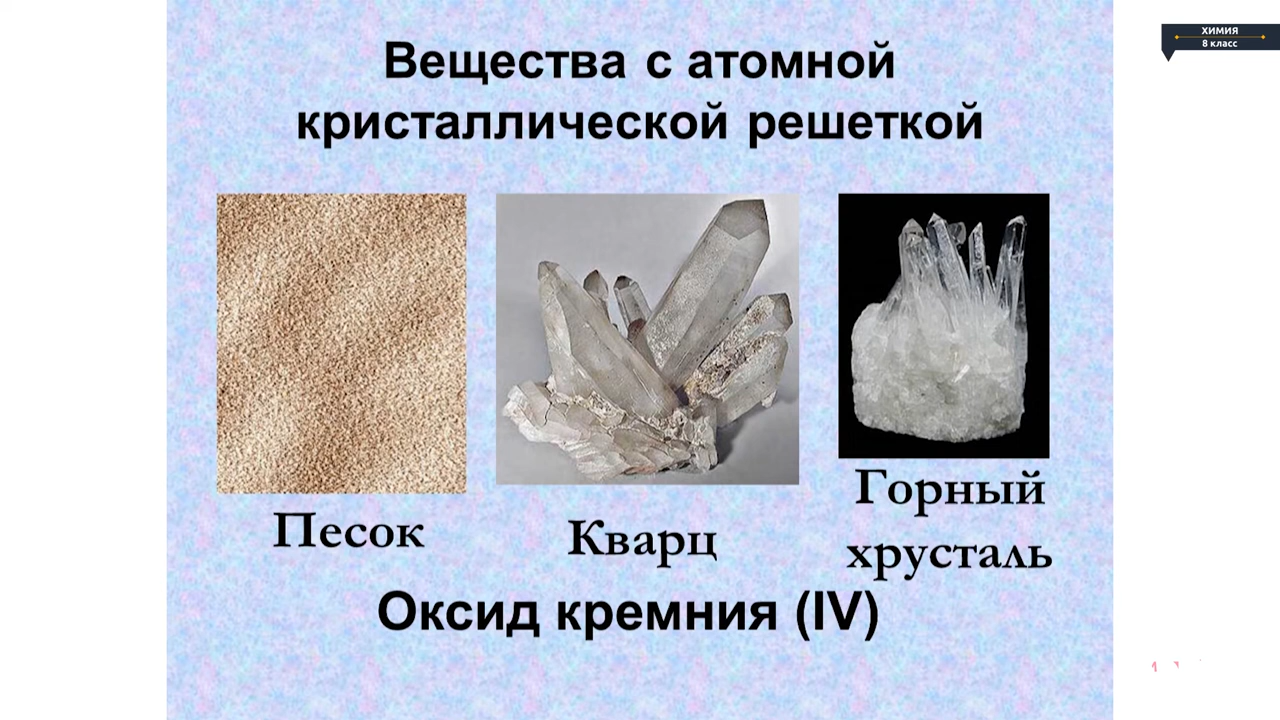 ХИМИЯ
8 класс
Вещества с атомной
кристаллической решеткой
Песок
Кварц
Горный
хрусталь
Оксид кремния (IV)